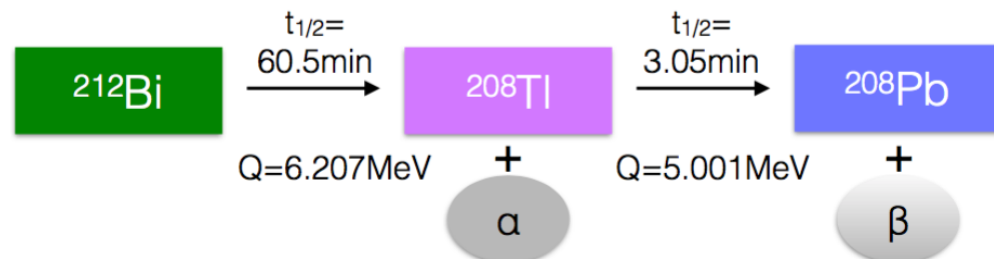 t1/2=
60.5min
t1/2=
3.05min
212Bi
208Tl
208Pb
Q=6.207MeV
+
Q=5.001MeV
+
α
β